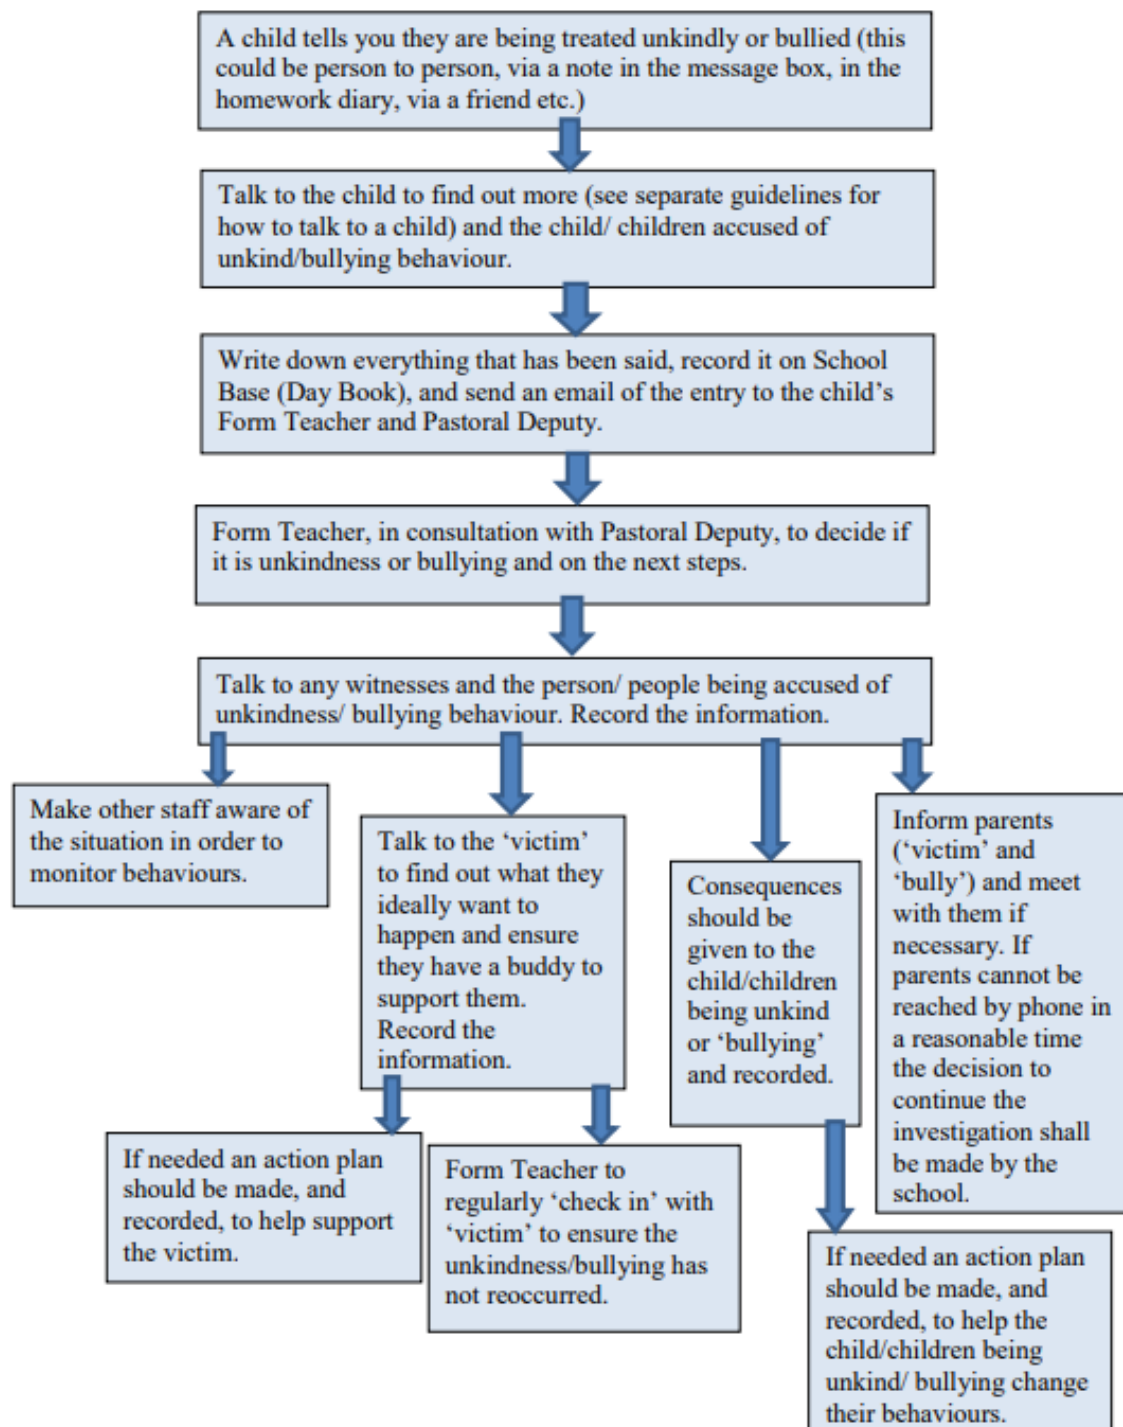 A child tells you they are being treated unkindly or bullied (this
could be person to person, via a note in the message box, in the
homework diary, via a friend etc.)
Talk to the child to find out more (see separate guidelines for
how to talk to a child) and the child/ children accused of
unkind/bullying behaviour.
Write down everything that has been said, record it on School
Base (Day Book), and send an email of the entry to the child’s
Form Teacher and Pastoral Deputy.
Form Teacher, in consultation with Pastoral Deputy, to decide if
it is unkindness or bullying and on the next steps.
Talk to any witnesses and the person/ people being accused of
unkindness/ bullying behaviour. Record the information.
Make other staff aware of
the situation in order to
monitor behaviours.
Talk to the ‘victim’
to find out what they
ideally want to
happen and ensure
they have a buddy to
support them.
Record the
information.
Consequences
should be
given to the
child/children
being unkind
or ‘bullying’
and recorded.
Inform parents
(‘victim’ and
‘bully’) and meet
with them if
necessary. If
parents cannot be
reached by phone in
a reasonable time
the decision to
continue the
investigation shall
be made by the
school.
If needed an action plan
should be made, and
recorded, to help support
the victim.
Form Teacher to
regularly ‘check in’ with
‘victim’ to ensure the
unkindness/bullying has
not reoccurred.
If needed an action plan
should be made, and
recorded, to help the
child/children being
unkind/ bullying change
their behaviours.